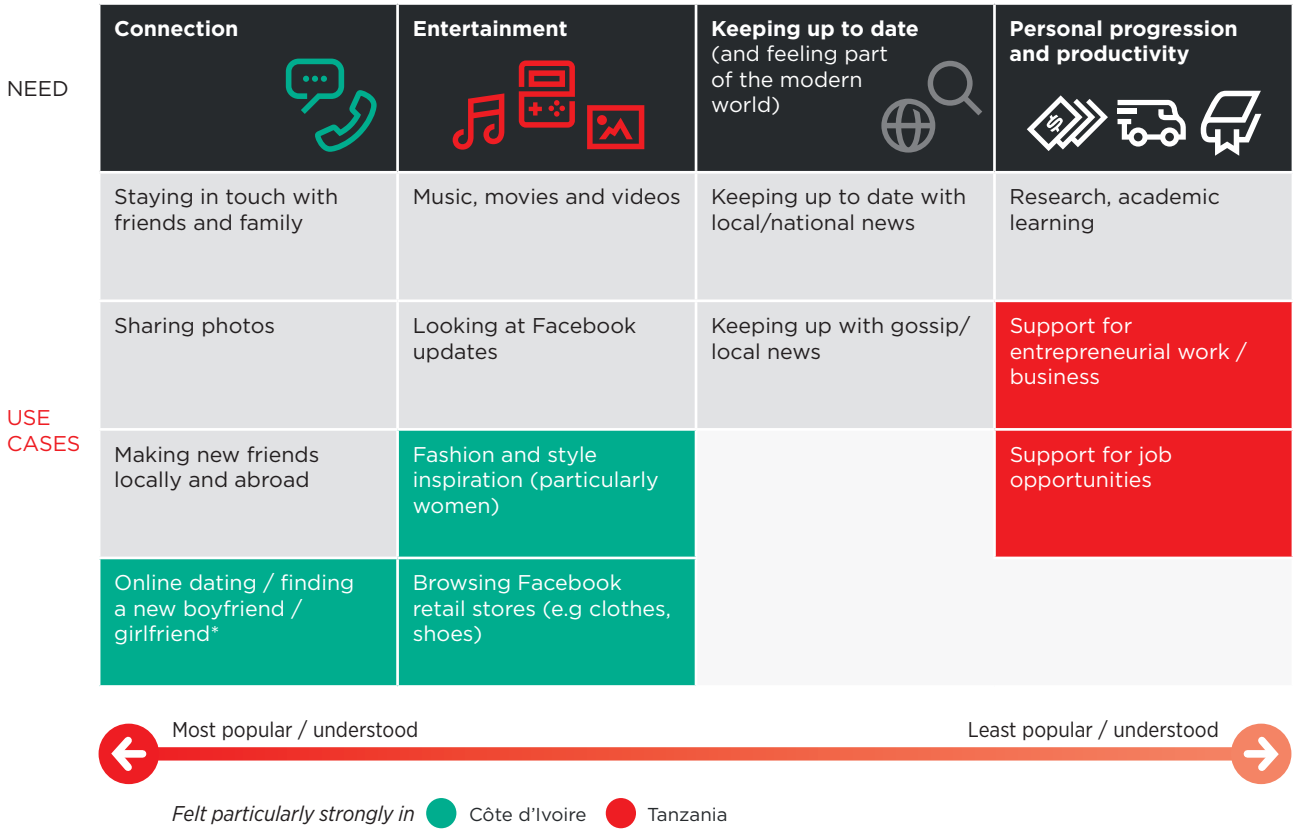 NEED
Connection
Entertainment
Keeping up to date
(and feeling part
of the modern
world)
Personal progression
and productivity
$
USE
CASES
Staying in touch with
friends and family
Music, movies and videos
Keeping up to date with
local/national news
Research, academic
learning
Sharing photos
Looking at Facebook
updates
Keeping up with gossip/
local news
Support for
entrepreneurial work /
business
Making new friends
locally and abroad
Fashion and style
inspiration (particularly
women)
Support for job
opportunities
Online dating / finding
a new boyfriend /
girlfriend*
Browsing Facebook
retail stores (e.g clothes,
shoes)
Most popular / understood
Least popular / understood
Felt particularly strongly in
Côte d'Ivoire
Tanzania